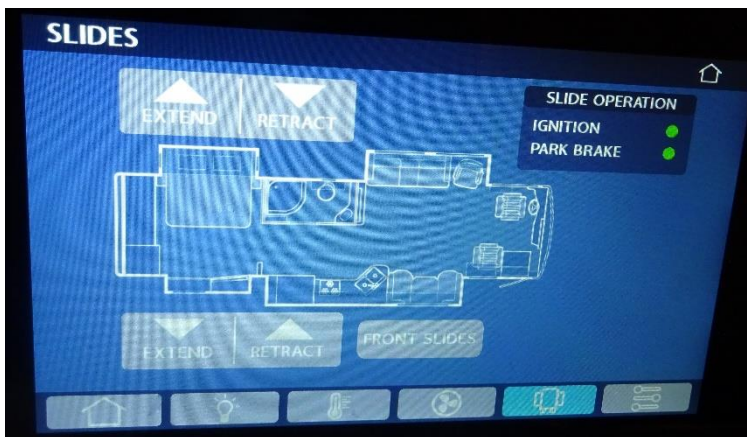 SLIDES
EXTEND RETRACT
SLIDE OPERATION
IGNITION
PARK BRAKE
EXTEND RETRACT
FRONT SLIDES